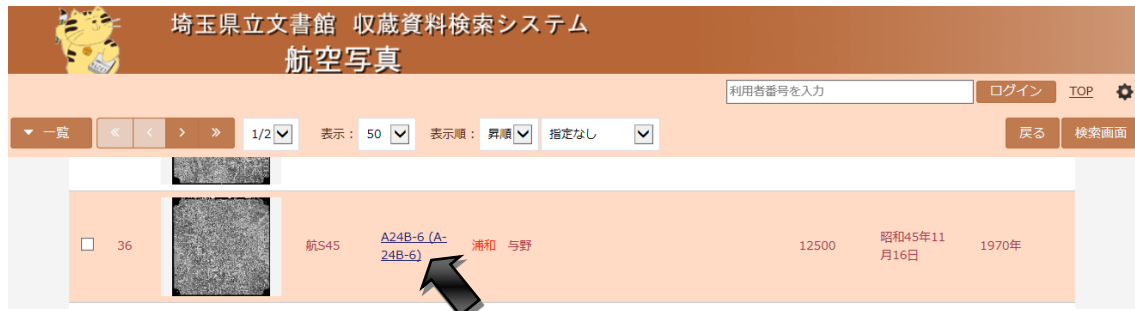 埼玉県立文書館 収蔵資料検索システム
航空写真
利用者番号を入力 ログイン TOP
▼ 一覧 « < > » 1/2 表示： 50 表示順： 昇順 指定なし 戻る 検索画面
36 航S45 A24B-6 (A-24B-6) 浦和 与野 12500 昭和45年11月16日 1970年